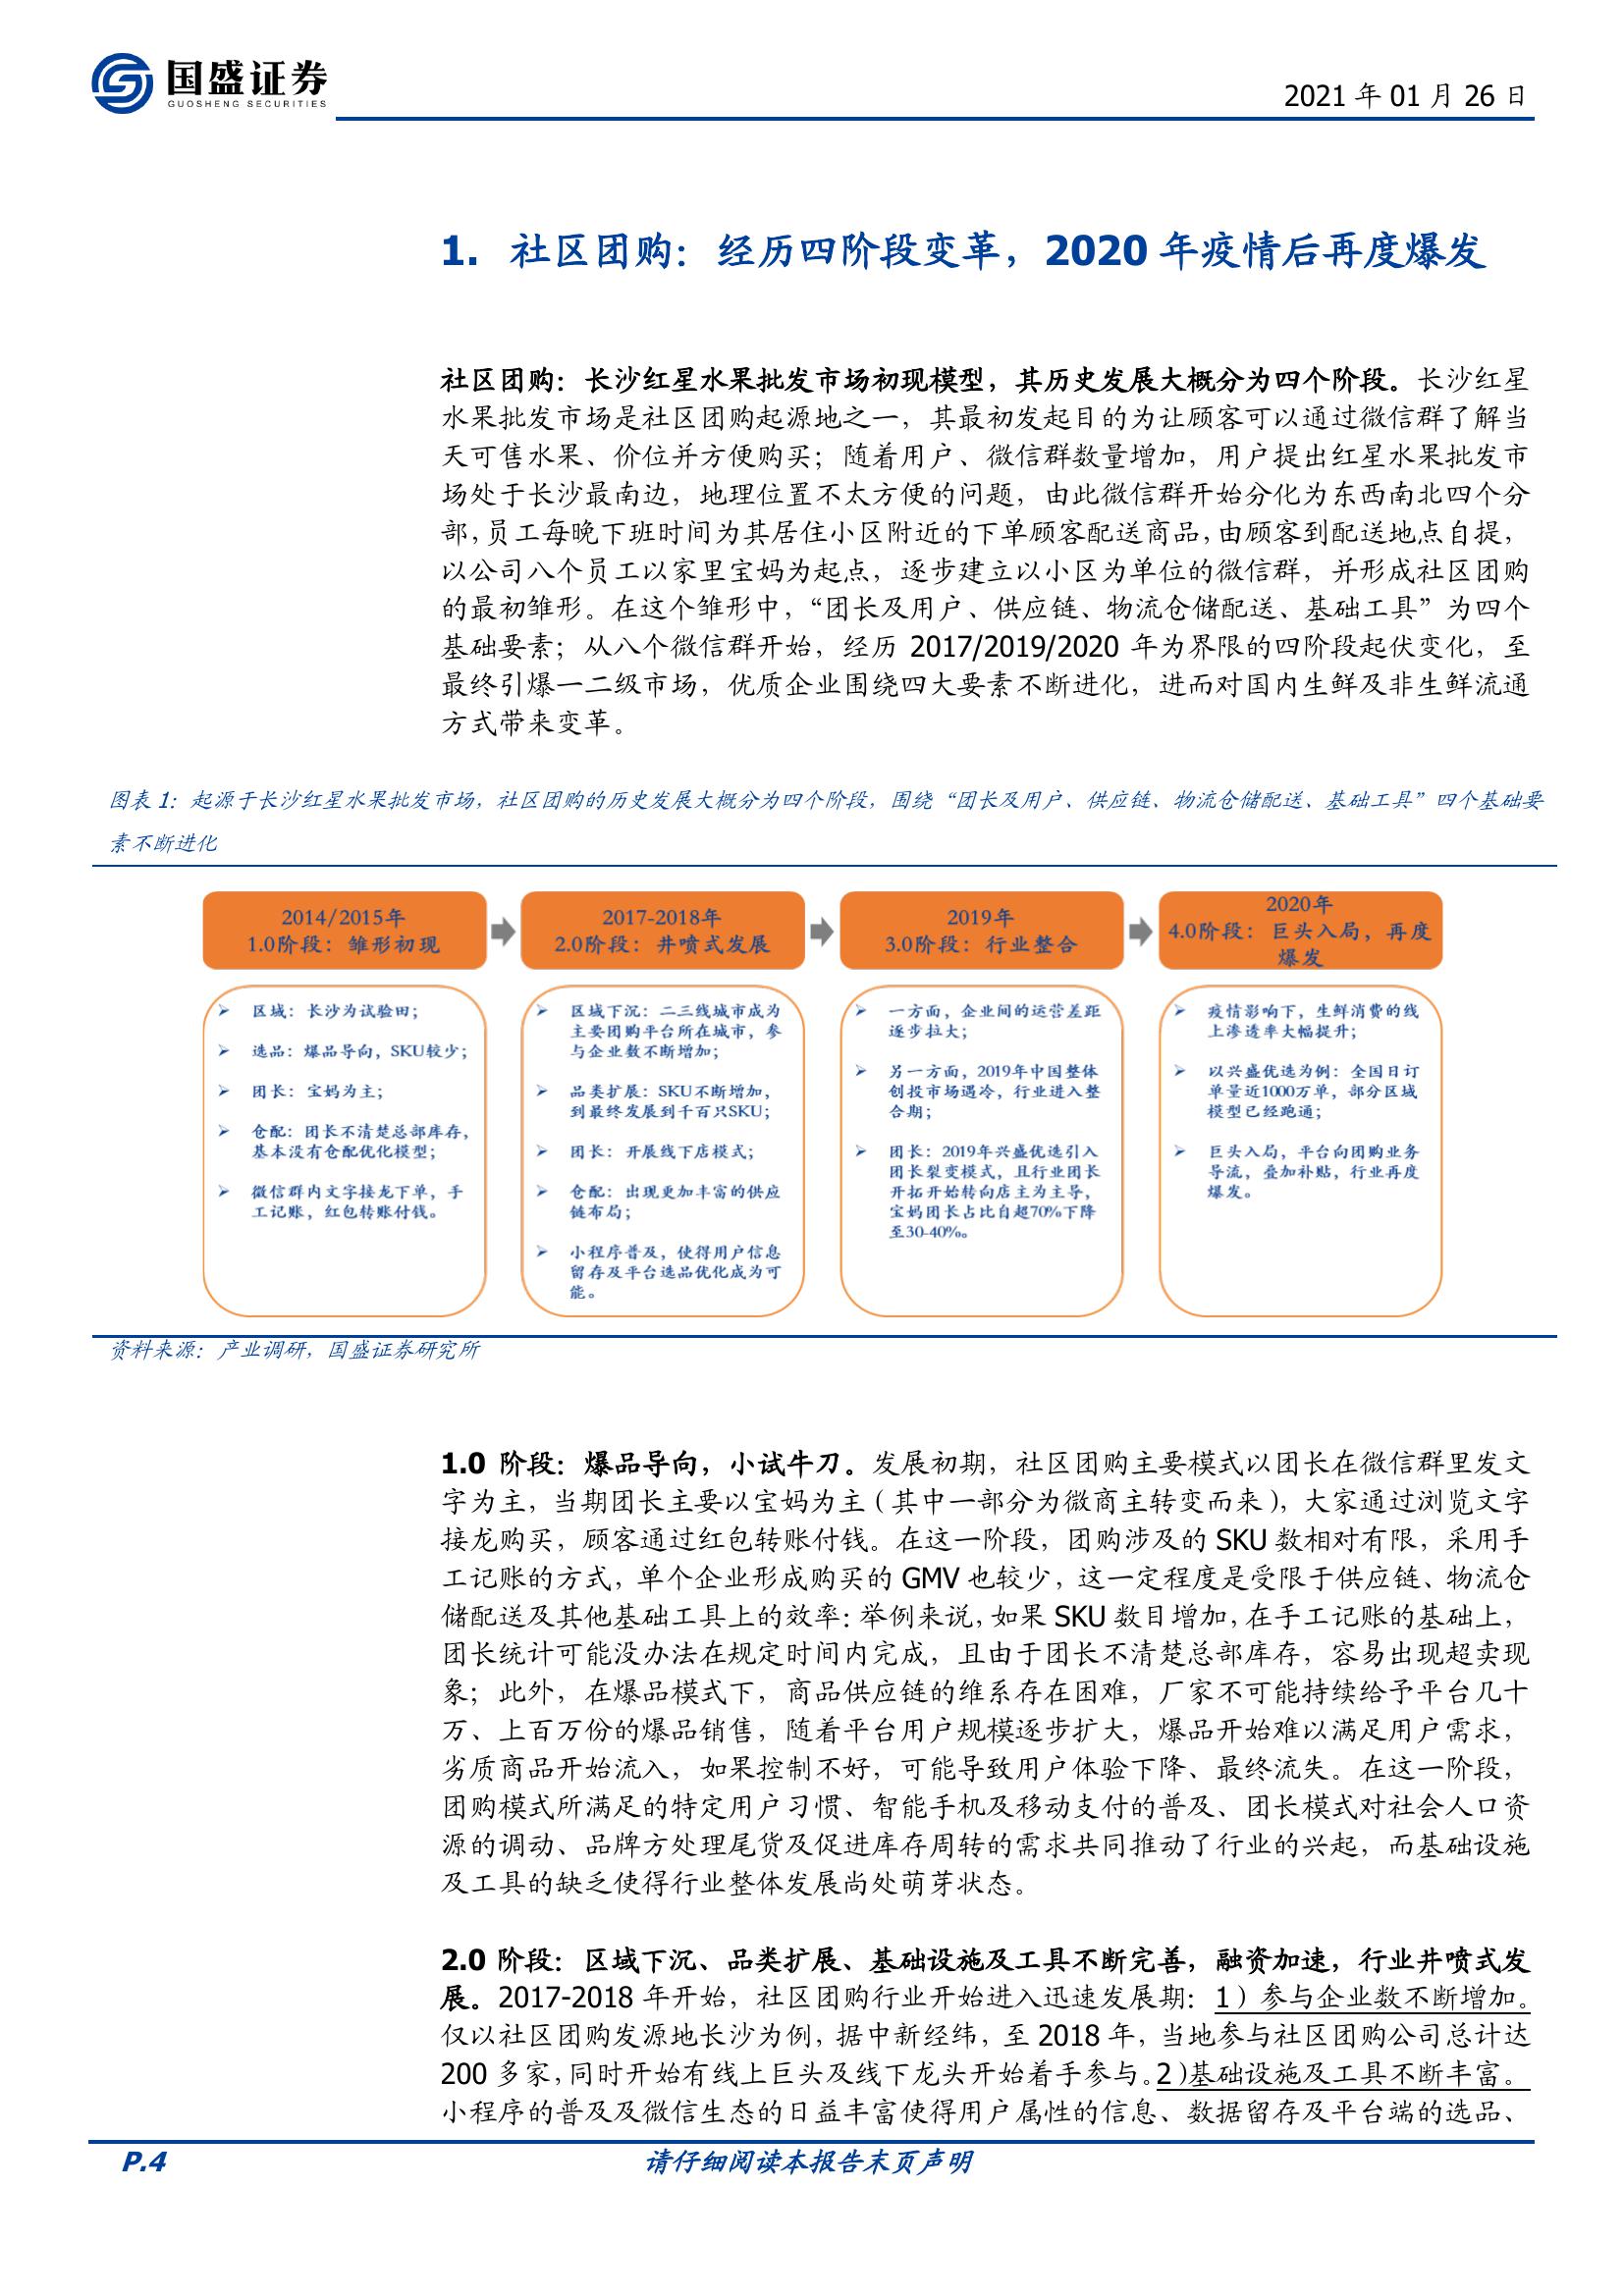 国盛证券
GUOSHENG SECURITIES
2021 年 01 月 26 日
1. 社区团购：经历四阶段变革，2020 年疫情后再度爆发
社区团购：长沙红星水果批发市场初现模型，其历史发展大概分为四个阶段。长沙红星
水果批发市场是社区团购起源地之一，其最初发起目的为让顾客可以通过微信群了解当
天可售水果、价位并方便购买；随着用户、微信群数量增加，用户提出红星水果批发市
场处于长沙最南边，地理位置不太方便的问题，由此微信群开始分化为东西南北四个分
部，员工每晚下班时间为其居住小区附近的下单顾客配送商品，由顾客到配送地点自提，
以公司八个员工以家里宝妈为起点，逐步建立以小区为单位的微信群，并形成社区团购
的最初雏形。在这个雏形中，“团长及用户、供应链、物流仓储配送、基础工具”为四个
基础要素；从八个微信群开始，经历 2017/2019/2020 年为界限的四阶段起伏变化，至
最终引爆一二级市场，优质企业围绕四大要素不断进化，进而对国内生鲜及非生鲜流通
方式带来变革。
图表 1：起源于长沙红星水果批发市场，社区团购的历史发展大概分为四个阶段，围绕“团长及用户、供应链、物流仓储配送、基础工具”四个基础要
素不断进化
2014/2015年
1.0阶段：雏形初现
➢ 区域：长沙为试验田；
➢ 选品：爆品导向，SKU较少；
➢ 团长：宝妈为主；
➢ 仓配：团长不清楚总部库存，
基本没有仓配优化模型；
➢ 微信群内文字接龙下单，手
工记账，红包转账付钱。
2017-2018年
2.0阶段：井喷式发展
➢ 区域下沉：二三线城市成为
主要团购平台所在城市，参
与企业数不断增加；
➢ 品类扩展：SKU不断增加，
到最终发展到千百只SKU；
➢ 团长：开展线下店模式；
➢ 仓配：出现更加丰富的供应
链布局；
➢ 小程序普及，使得用户信息
留存及平台选品优化成为可
能。
2019年
3.0阶段：行业整合
➢ 一方面，企业间的运营差距
逐步拉大；
➢ 另一方面，2019年中国整体
创投市场遇冷，行业进入整
合期；
➢ 团长：2019年兴盛优选引入
团长裂变模式，且行业团长
开拓开始转向店主为主导，
宝妈团长占比自超70%下降
至30-40%。
2020年
4.0阶段：巨头入局，再度
爆发
➢ 疫情影响下，生鲜消费的线
上渗透率大幅提升；
➢ 以兴盛优选为例：全国日订
单量近1000万单，部分区域
模型已经跑通；
➢ 巨头入局，平台向团购业务
导流，叠加补贴，行业再度
爆发。
资料来源：产业调研，国盛证券研究所
1.0 阶段：爆品导向，小试牛刀。发展初期，社区团购主要模式以团长在微信群里发文
字为主，当期团长主要以宝妈为主（其中一部分为微商主转变而来），大家通过浏览文字
接龙购买，顾客通过红包转账付钱。在这一阶段，团购涉及的 SKU 数相对有限，采用手
工记账的方式，单个企业形成购买的 GMV 也较少，这一定程度是受限于供应链、物流仓
储配送及其他基础工具上的效率：举例来说，如果 SKU 数目增加，在手工记账的基础上，
团长统计可能没办法在规定时间内完成，且由于团长不清楚总部库存，容易出现超卖现
象；此外，在爆品模式下，商品供应链的维系存在困难，厂家不可能持续给予平台几十
万、上百万份的爆品销售，随着平台用户规模逐步扩大，爆品开始难以满足用户需求，
劣质商品开始流入，如果控制不好，可能导致用户体验下降、最终流失。在这一阶段，
团购模式所满足的特定用户习惯、智能手机及移动支付的普及、团长模式对社会人口资
源的调动、品牌方处理尾货及促进库存周转的需求共同推动了行业的兴起，而基础设施
及工具的缺乏使得行业整体发展尚处萌芽状态。
2.0 阶段：区域下沉、品类扩展、基础设施及工具不断完善，融资加速，行业井喷式发
展。2017-2018 年开始，社区团购行业开始进入迅速发展期：1）参与企业数不断增加。
仅以社区团购发源地长沙为例，据中新经纬，至 2018 年，当地参与社区团购公司总计达
200 多家，同时开始有线上巨头及线下龙头开始着手参与。2）基础设施及工具不断丰富。
小程序的普及及微信生态的日益丰富使得用户属性的信息、数据留存及平台端的选品、
P.4
请仔细阅读本报告末页声明